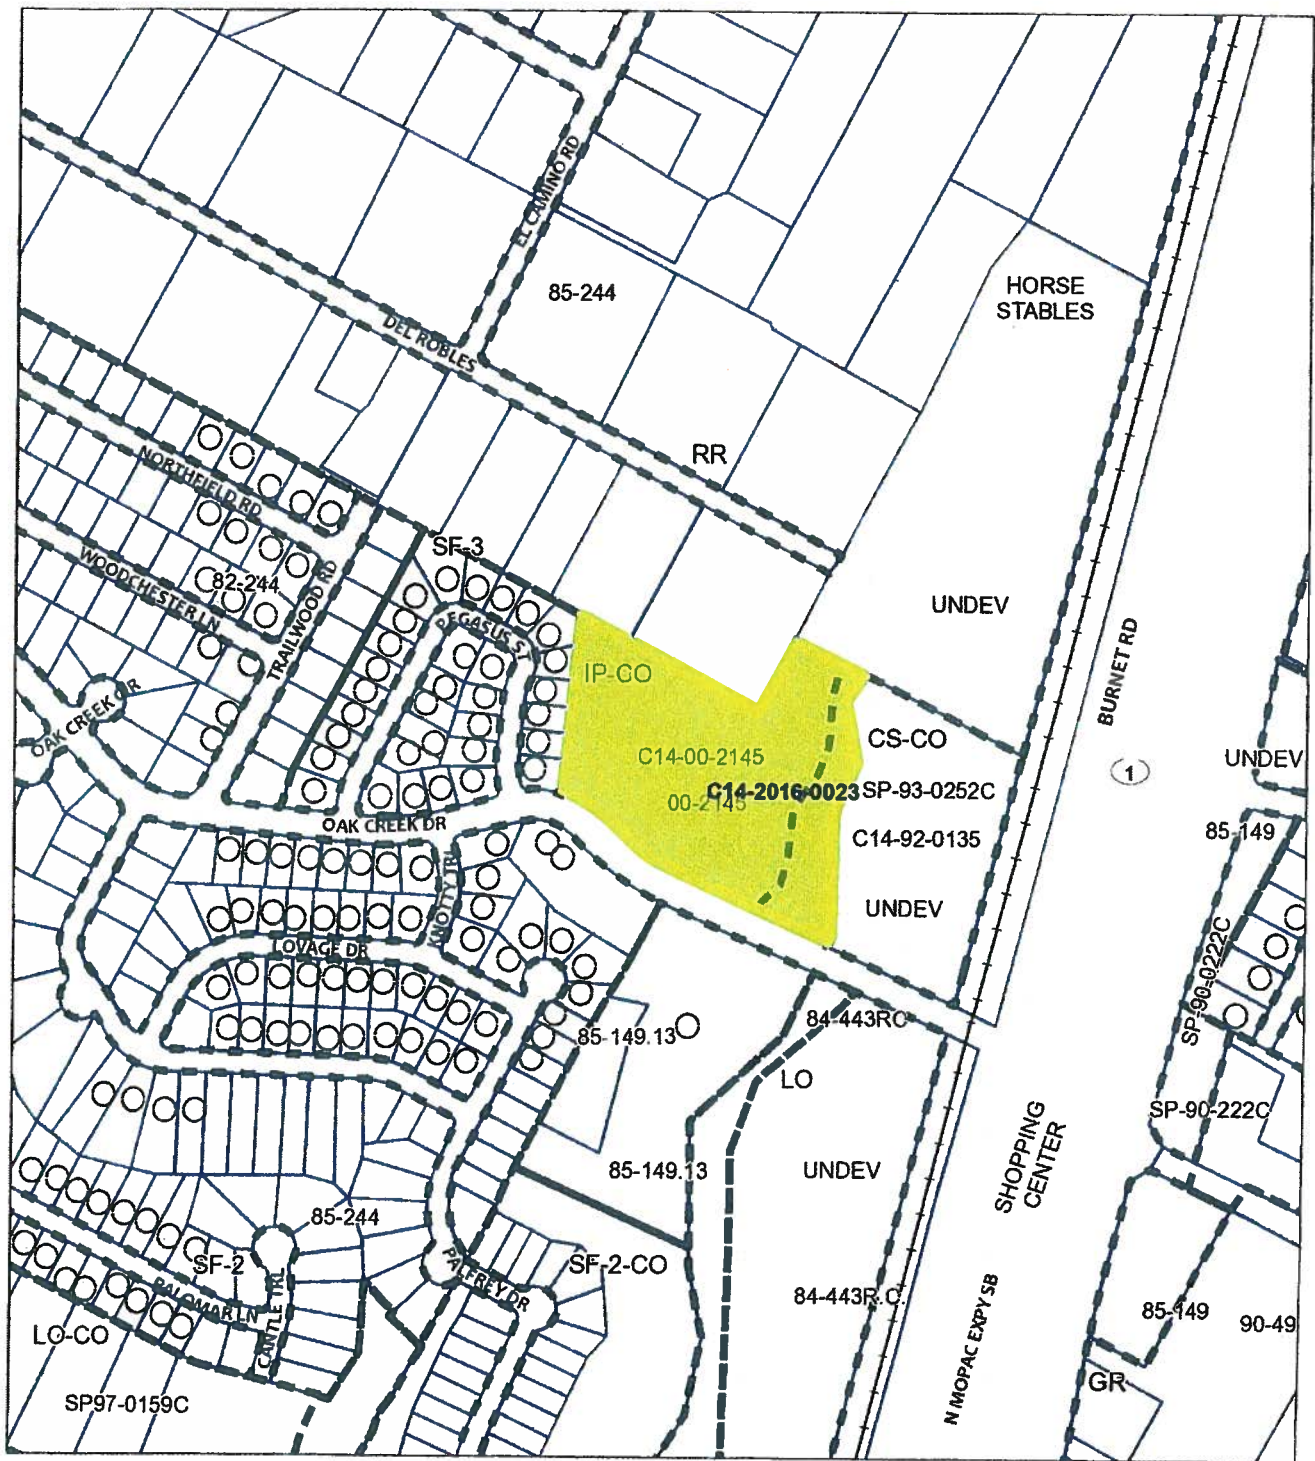 EL CAMINO RD
85-244
HORSE
STABLES
DEL ROBLES
RR
NORTHFIELD RD
SF-3
WOODCHESTER LN
82-244
TRAILWOOD RD
PEGASUS ST
UNDEV
BURNET RD
IP-CO
OAK CREEK CIR
CS-CO
C14-00-2145
UNDEV
1
C14-2016-0023
SP-93-0252C
00-2145
OAK CREEK DR
C14-92-0135
85-149
KNOTTY TRL
UNDEV
LOVAGE DR
SP-90-0222C
84-443RC
85-149.13
LO
SP-90-222C
SHOPPING
CENTER
85-149.13
UNDEV
85-244
SF-2
PALFREY DR
SF-2-CO
PALOMAR LN
CANTLE TRL
84-443R.C.
85-149
90-49
LO-CO
N MOPAC EXPY SB
GR
SP97-0159C